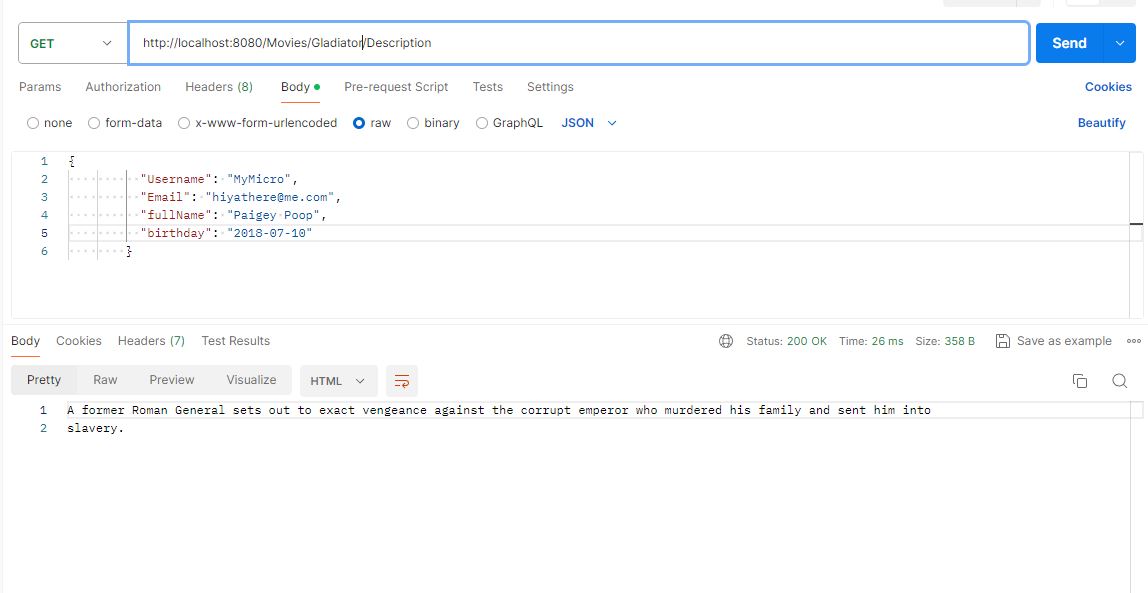 GET http://localhost:8080/Movies/Gladiator/Description Send
Params Authorization Headers (8) Body Pre-request Script Tests Settings Cookies
none form-data x-www-form-urlencoded raw binary GraphQL JSON Beautify
1 {
2 "Username": "MyMicro",
3 "Email": "hiyathere@me.com",
4 "fullName": "Paigey Poop",
5 "birthday": "2018-07-10"
6 }
Body Cookies Headers (7) Test Results Status: 200 OK Time: 26 ms Size: 358 B Save as example
Pretty Raw Preview Visualize HTML
1 A former Roman General sets out to exact vengeance against the corrupt emperor who murdered his family and sent him into
2 slavery.